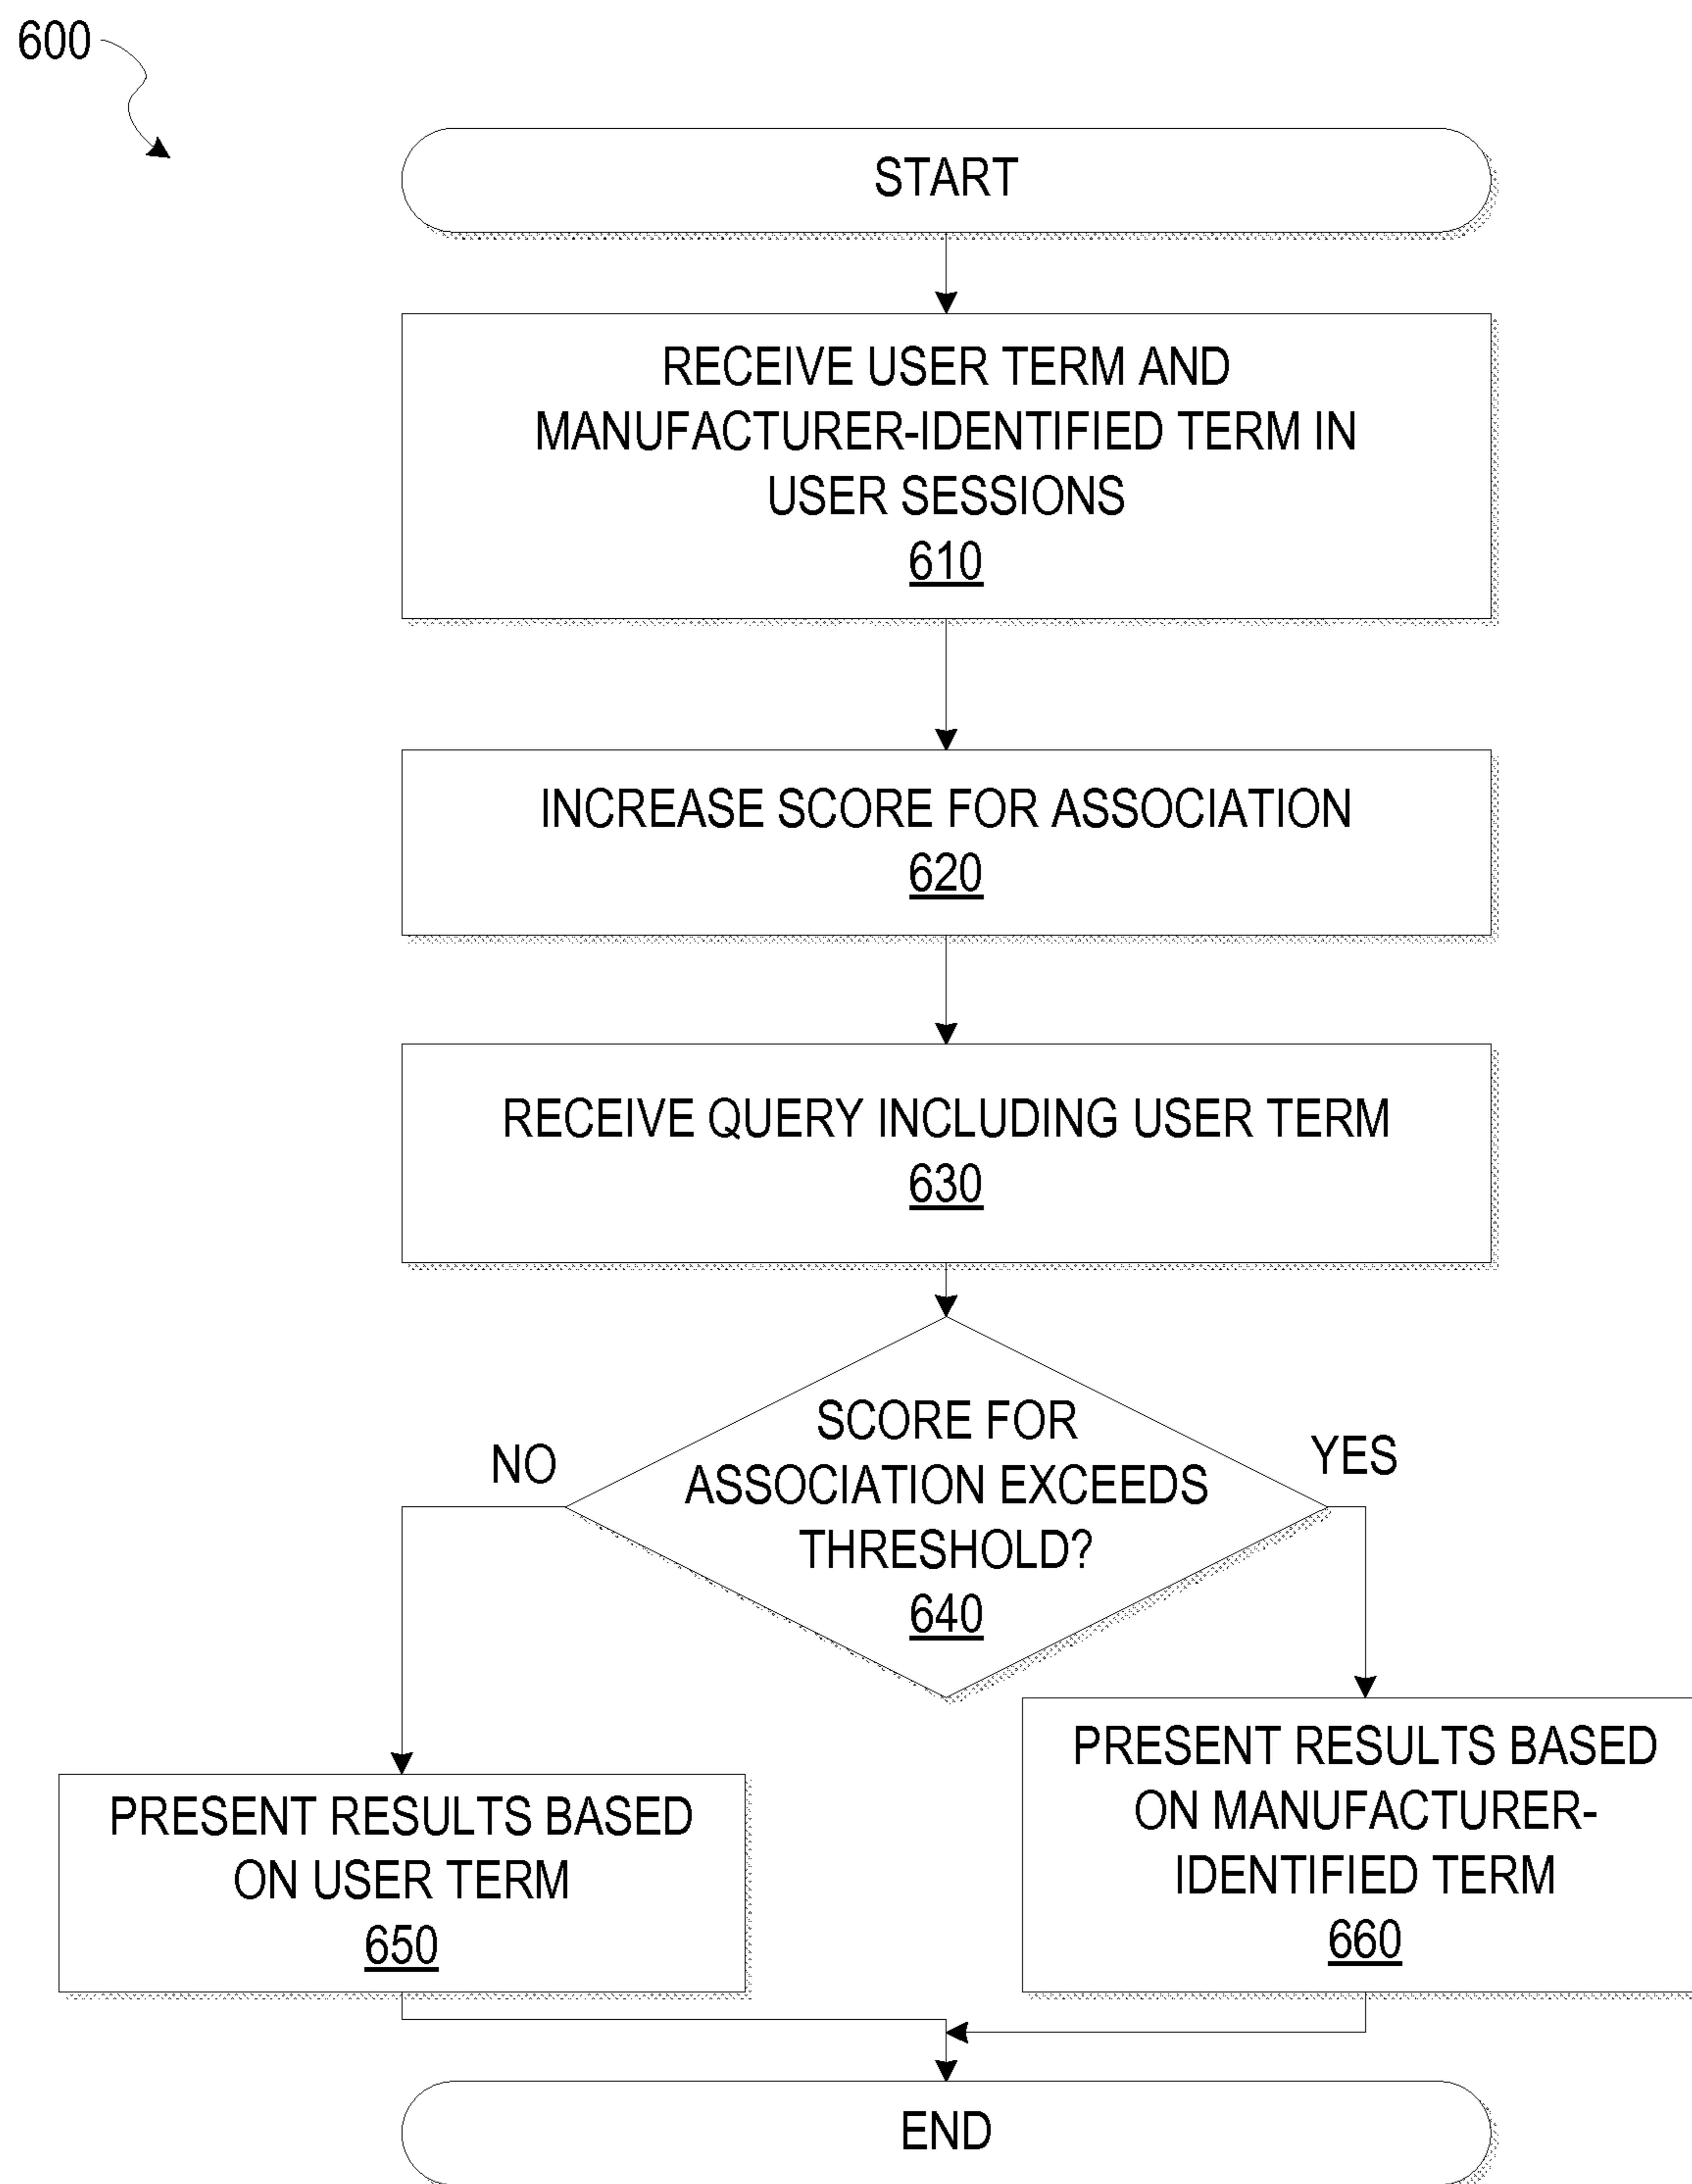 600
START
RECEIVE USER TERM AND
MANUFACTURER-IDENTIFIED TERM IN
USER SESSIONS
610
INCREASE SCORE FOR ASSOCIATION
620
RECEIVE QUERY INCLUDING USER TERM
630
SCORE FOR
ASSOCIATION EXCEEDS
THRESHOLD?
640
NO
YES
PRESENT RESULTS BASED
ON USER TERM
650
PRESENT RESULTS BASED
ON MANUFACTURER-
IDENTIFIED TERM
660
END